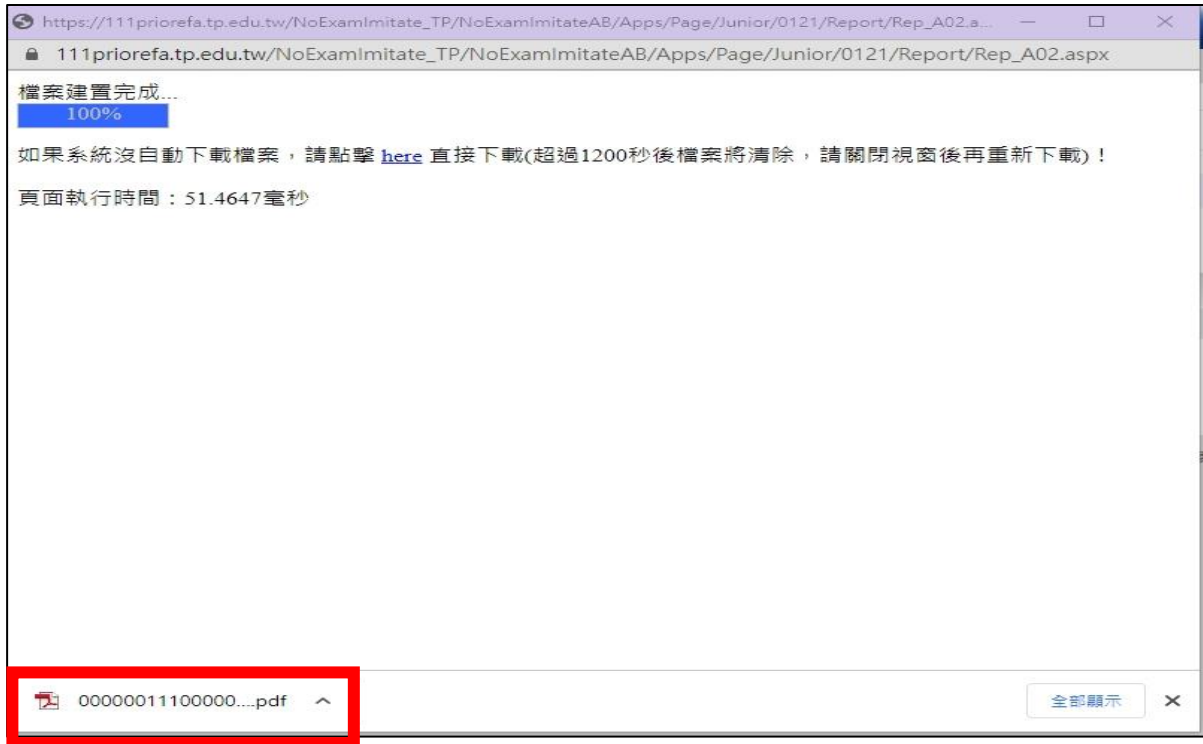 https://111priorefa.tp.edu.tw/NoExamImitate_TP/NoExamImitateAB/Apps/Page/Junior/0121/Report/Rep_A02.a...
111priorefa.tp.edu.tw/NoExamImitate_TP/NoExamImitateAB/Apps/Page/Junior/0121/Report/Rep_A02.aspx
檔案建置完成...
100%
如果系統沒自動下載檔案，請點擊 here 直接下載(超過1200秒後檔案將清除，請關閉視窗後再重新下載)！
頁面執行時間：51.4647毫秒
00000011100000....pdf
全部顯示